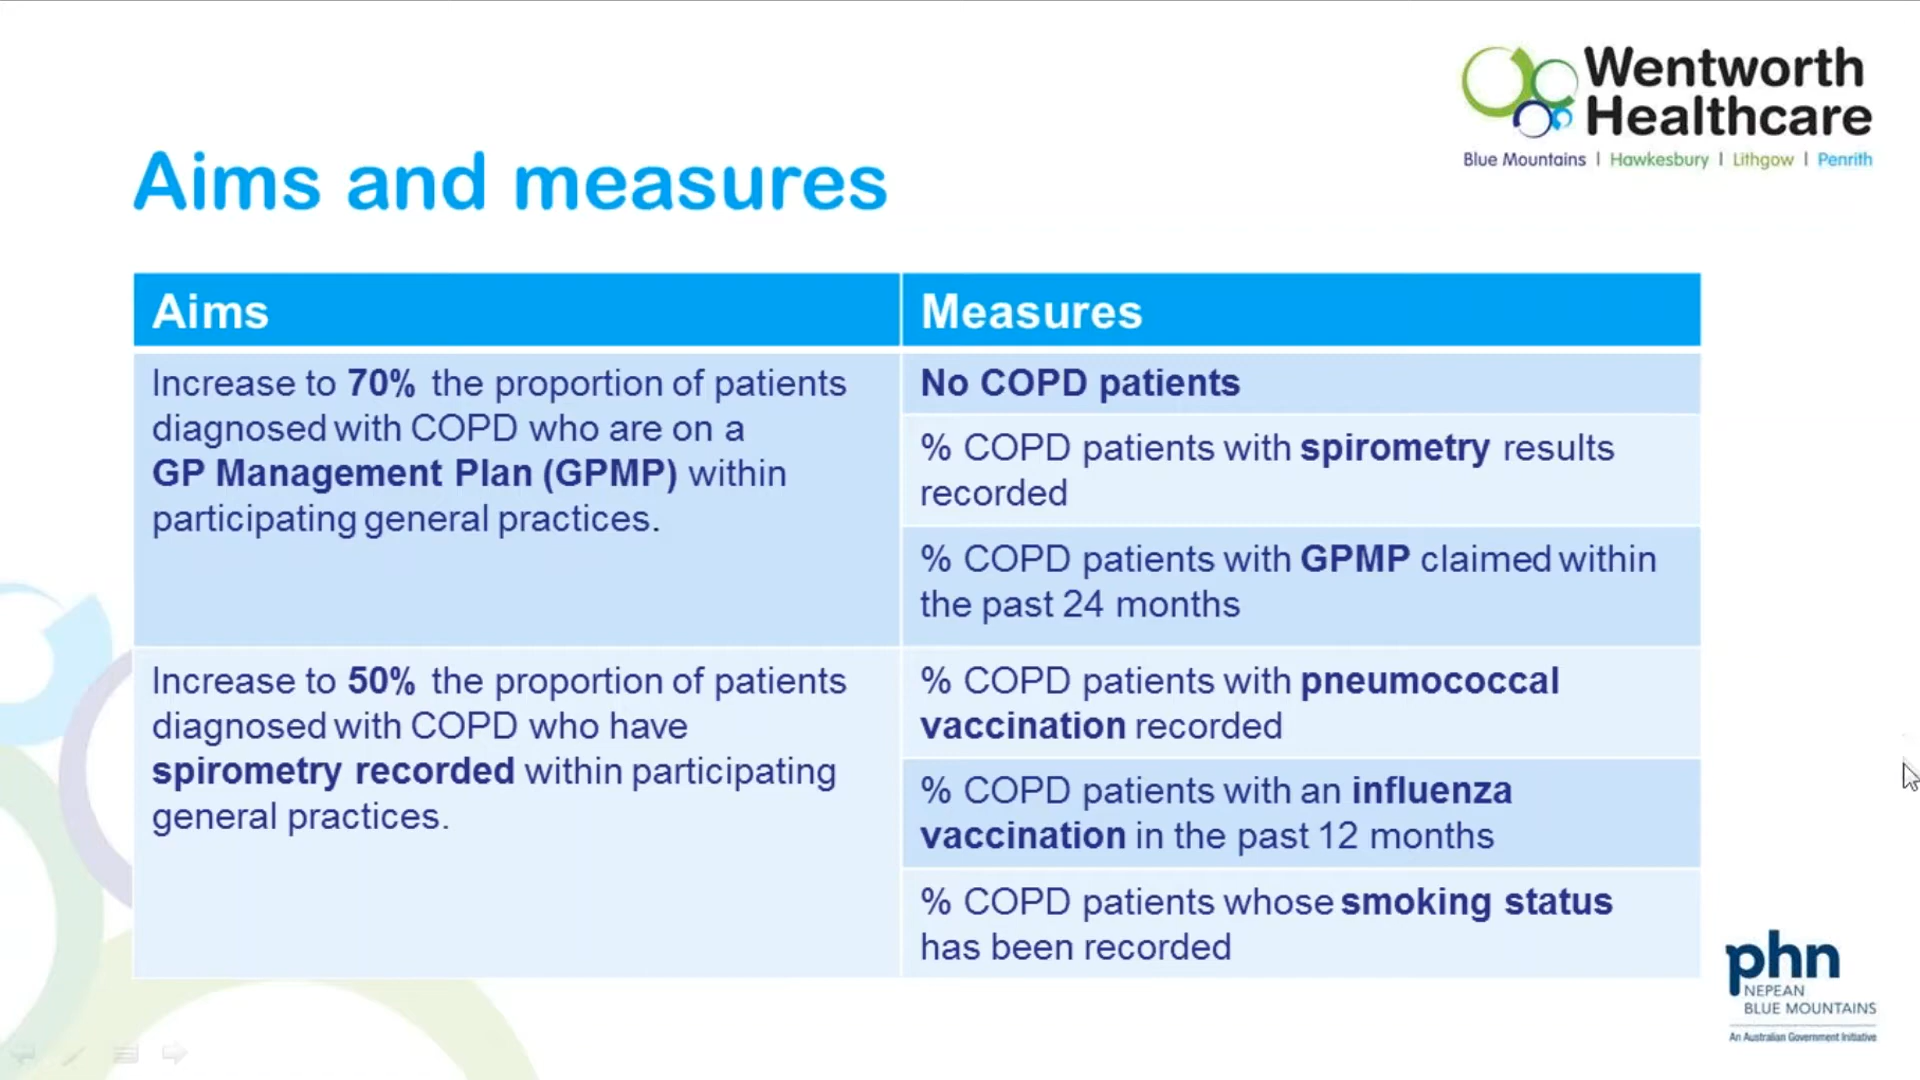 Wentworth
Healthcare
Blue Mountains | Hawkesbury | Lithgow | Penrith
Aims and measures
Aims
Measures
Increase to 70% the proportion of patients
diagnosed with COPD who are on a
GP Management Plan (GPMP) within
participating general practices.
No COPD patients
% COPD patients with spirometry results
recorded
% COPD patients with GPMP claimed within
the past 24 months
Increase to 50% the proportion of patients
diagnosed with COPD who have
spirometry recorded within participating
general practices.
% COPD patients with pneumococcal
vaccination recorded
% COPD patients with an influenza
vaccination in the past 12 months
% COPD patients whose smoking status
has been recorded
phn
NEPEAN
BLUE MOUNTAINS
An Australian Government Initiative